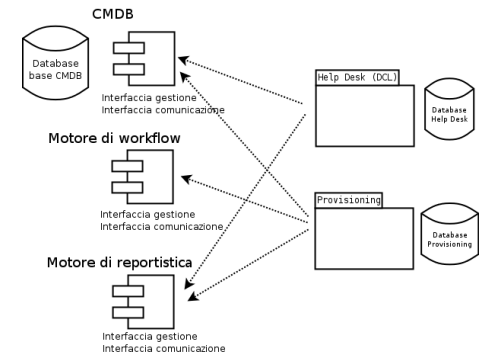 CMDB
Database
base CMDB
Interfaccia gestione
Interfaccia comunicazione
Help Desk (DCL)
Database
Help Desk
Motore di workflow
Interfaccia gestione
Interfaccia comunicazione
Provisioning
Database
Provisioning
Motore di reportistica
Interfaccia gestione
Interfaccia comunicazione